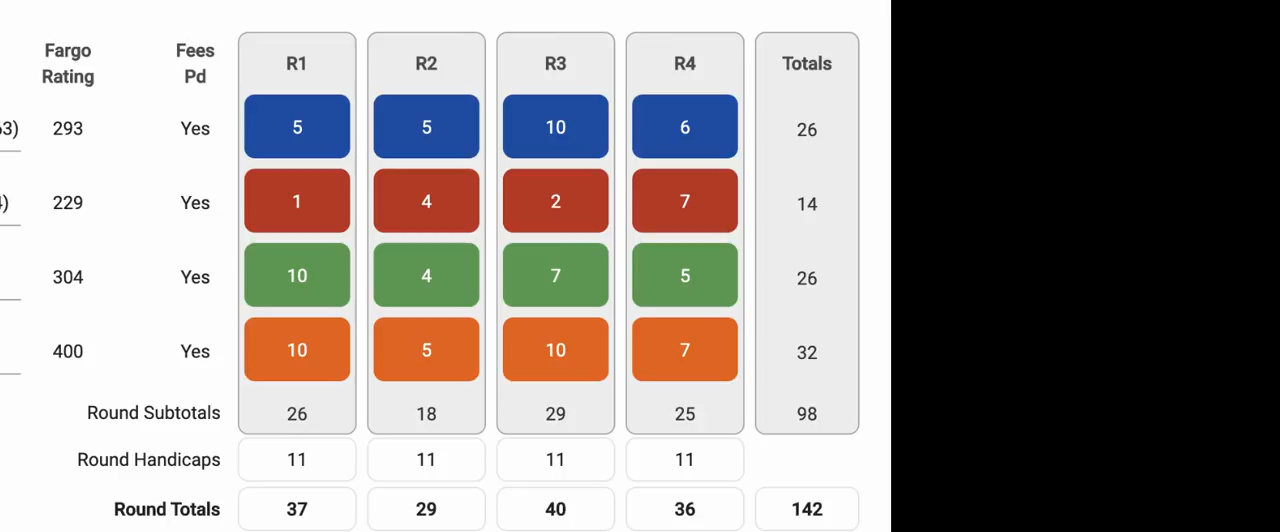 Fargo Rating Fees Pd R1 R2 R3 R4 Totals
63) 293 Yes 5 5 10 6 26
) 229 Yes 1 4 2 7 14
304 Yes 10 4 7 5 26
400 Yes 10 5 10 7 32
Round Subtotals 26 18 29 25 98
Round Handicaps 11 11 11 11
Round Totals 37 29 40 36 142